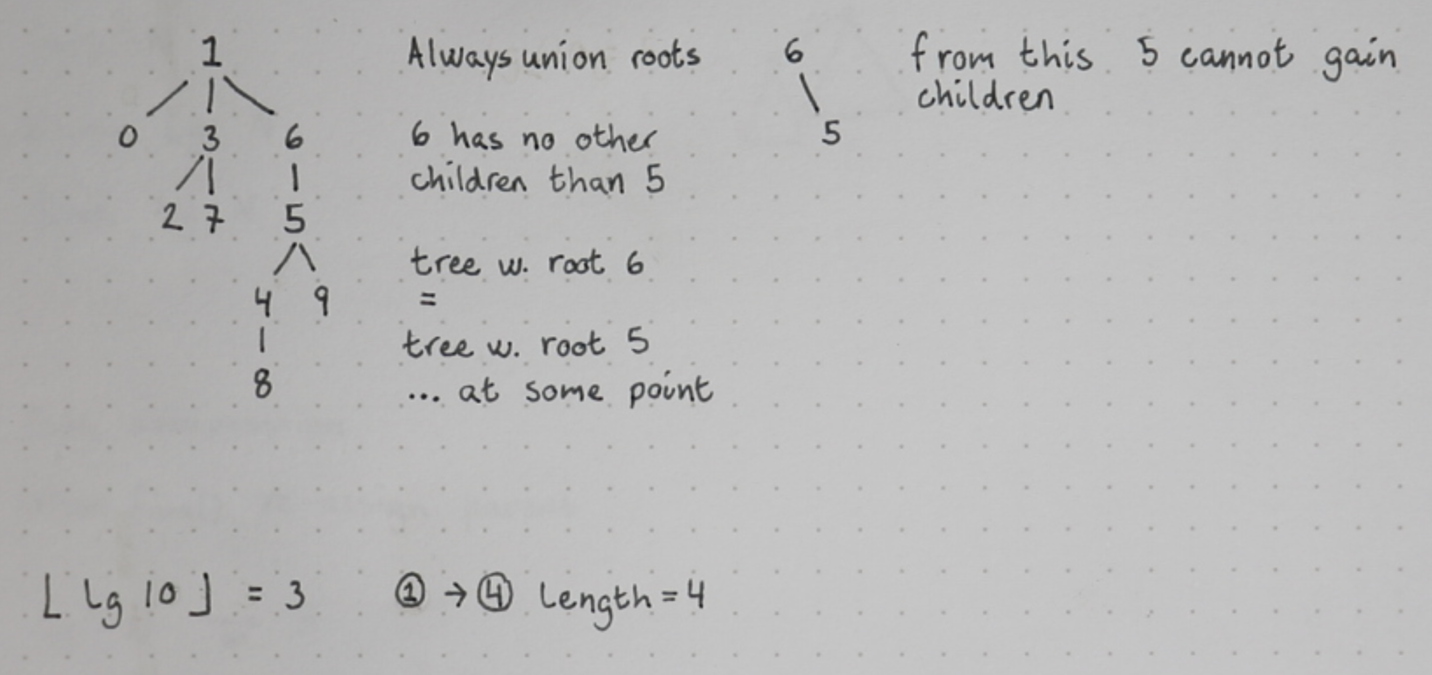 1
0 3 6
2 7 5
4 9
8
Always union roots
6 has no other
children than 5
tree w. root 6
=
tree w. root 5
... at some point
6
5
from this 5 cannot gain
children
⌊ lg 10 ⌋ = 3
① → ④ Length = 4